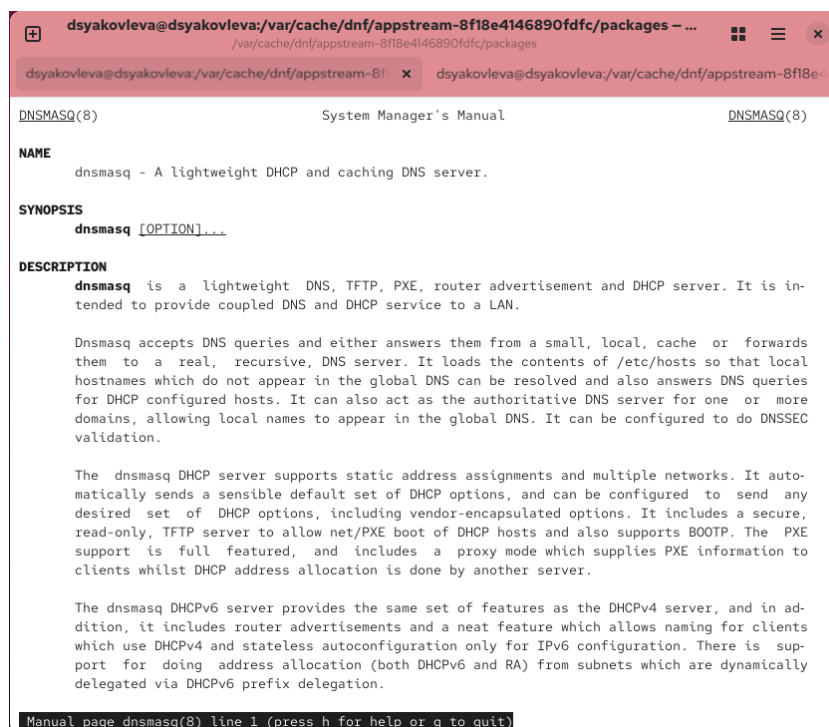 dsyakovleva@dsyakovleva:/var/cache/dnf/appstream-8f18e4146890fdfc/packages — ...
/var/cache/dnf/appstream-8f18e4146890fdfc/packages
dsyakovleva@dsyakovleva:/var/cache/dnf/appstream-8f × dsyakovleva@dsyakovleva:/var/cache/dnf/appstream-8f18e
DNSMASQ(8) System Manager's Manual DNSMASQ(8)
NAME
dnsmasq - A lightweight DHCP and caching DNS server.
SYNOPSIS
dnsmasq [OPTION]...
DESCRIPTION
dnsmasq is a lightweight DNS, TFTP, PXE, router advertisement and DHCP server. It is in-
tended to provide coupled DNS and DHCP service to a LAN.
Dnsmasq accepts DNS queries and either answers them from a small, local, cache or forwards
them to a real, recursive, DNS server. It loads the contents of /etc/hosts so that local
hostnames which do not appear in the global DNS can be resolved and also answers DNS queries
for DHCP configured hosts. It can also act as the authoritative DNS server for one or more
domains, allowing local names to appear in the global DNS. It can be configured to do DNSSEC
validation.
The dnsmasq DHCP server supports static address assignments and multiple networks. It auto-
matically sends a sensible default set of DHCP options, and can be configured to send any
desired set of DHCP options, including vendor-encapsulated options. It includes a secure,
read-only, TFTP server to allow net/PXE boot of DHCP hosts and also supports BOOTP. The PXE
support is full featured, and includes a proxy mode which supplies PXE information to
clients whilst DHCP address allocation is done by another server.
The dnsmasq DHCPv6 server provides the same set of features as the DHCPv4 server, and in ad-
dition, it includes router advertisements and a neat feature which allows naming for clients
which use DHCPv4 and stateless autoconfiguration only for IPv6 configuration. There is sup-
port for doing address allocation (both DHCPv6 and RA) from subnets which are dynamically
delegated via DHCPv6 prefix delegation.
Manual page dnsmasq(8) line 1 (press h for help or q to quit)